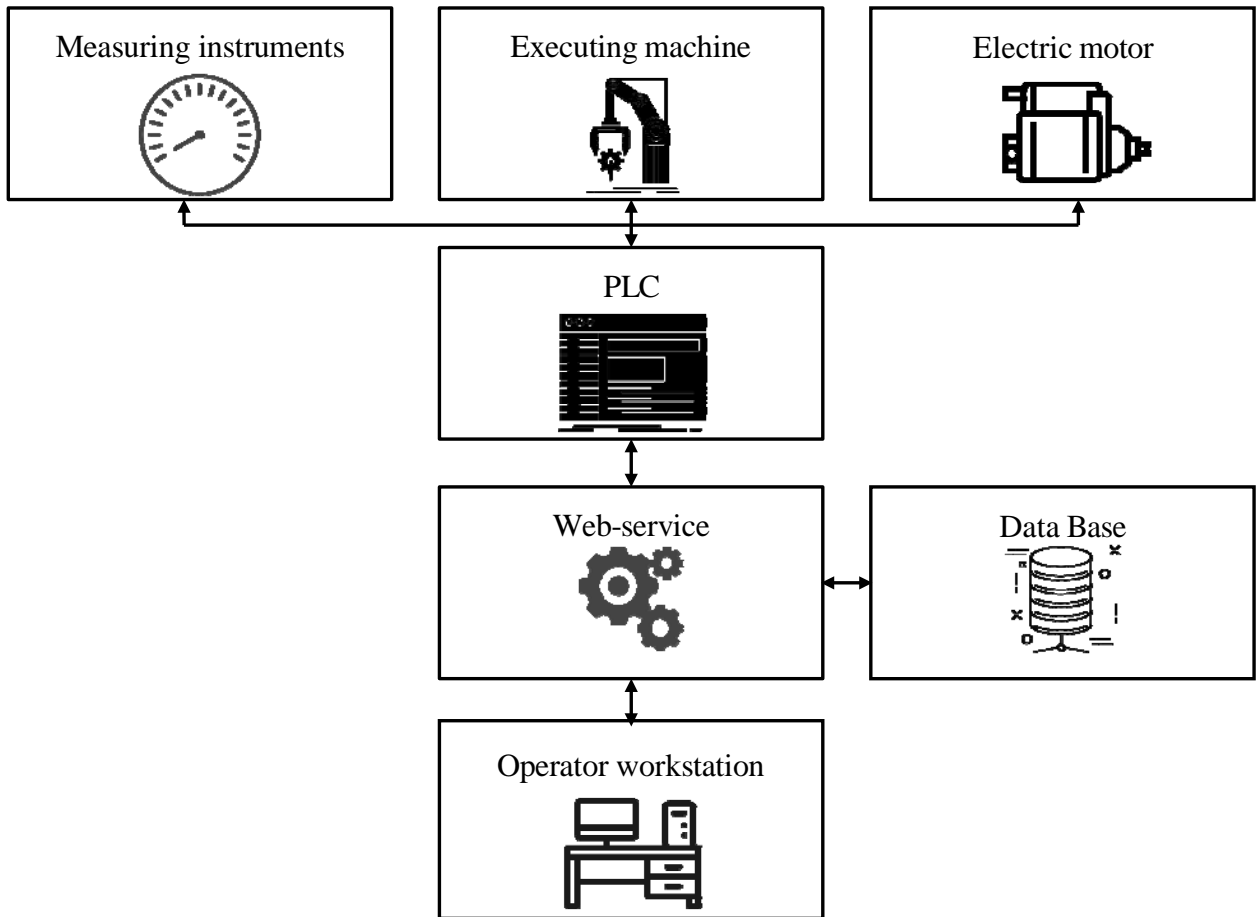 Measuring instruments
Executing machine
Electric motor
PLC
Web-service
Data Base
Operator workstation